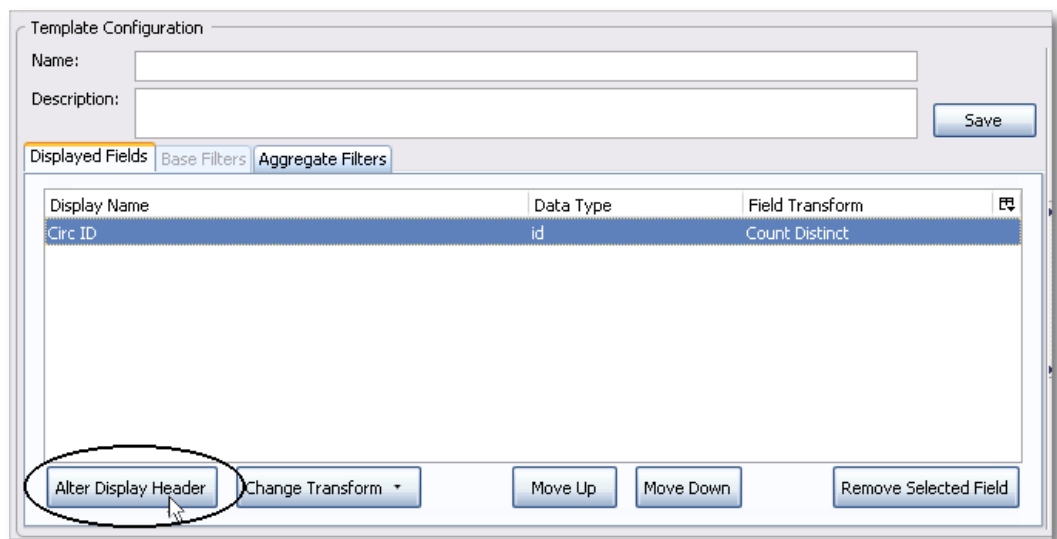 Template Configuration
Name:
Description:
Save
Displayed Fields Base Filters Aggregate Filters
Display Name Data Type Field Transform
Circ ID id Count Distinct
Alter Display Header Change Transform Move Up Move Down Remove Selected Field